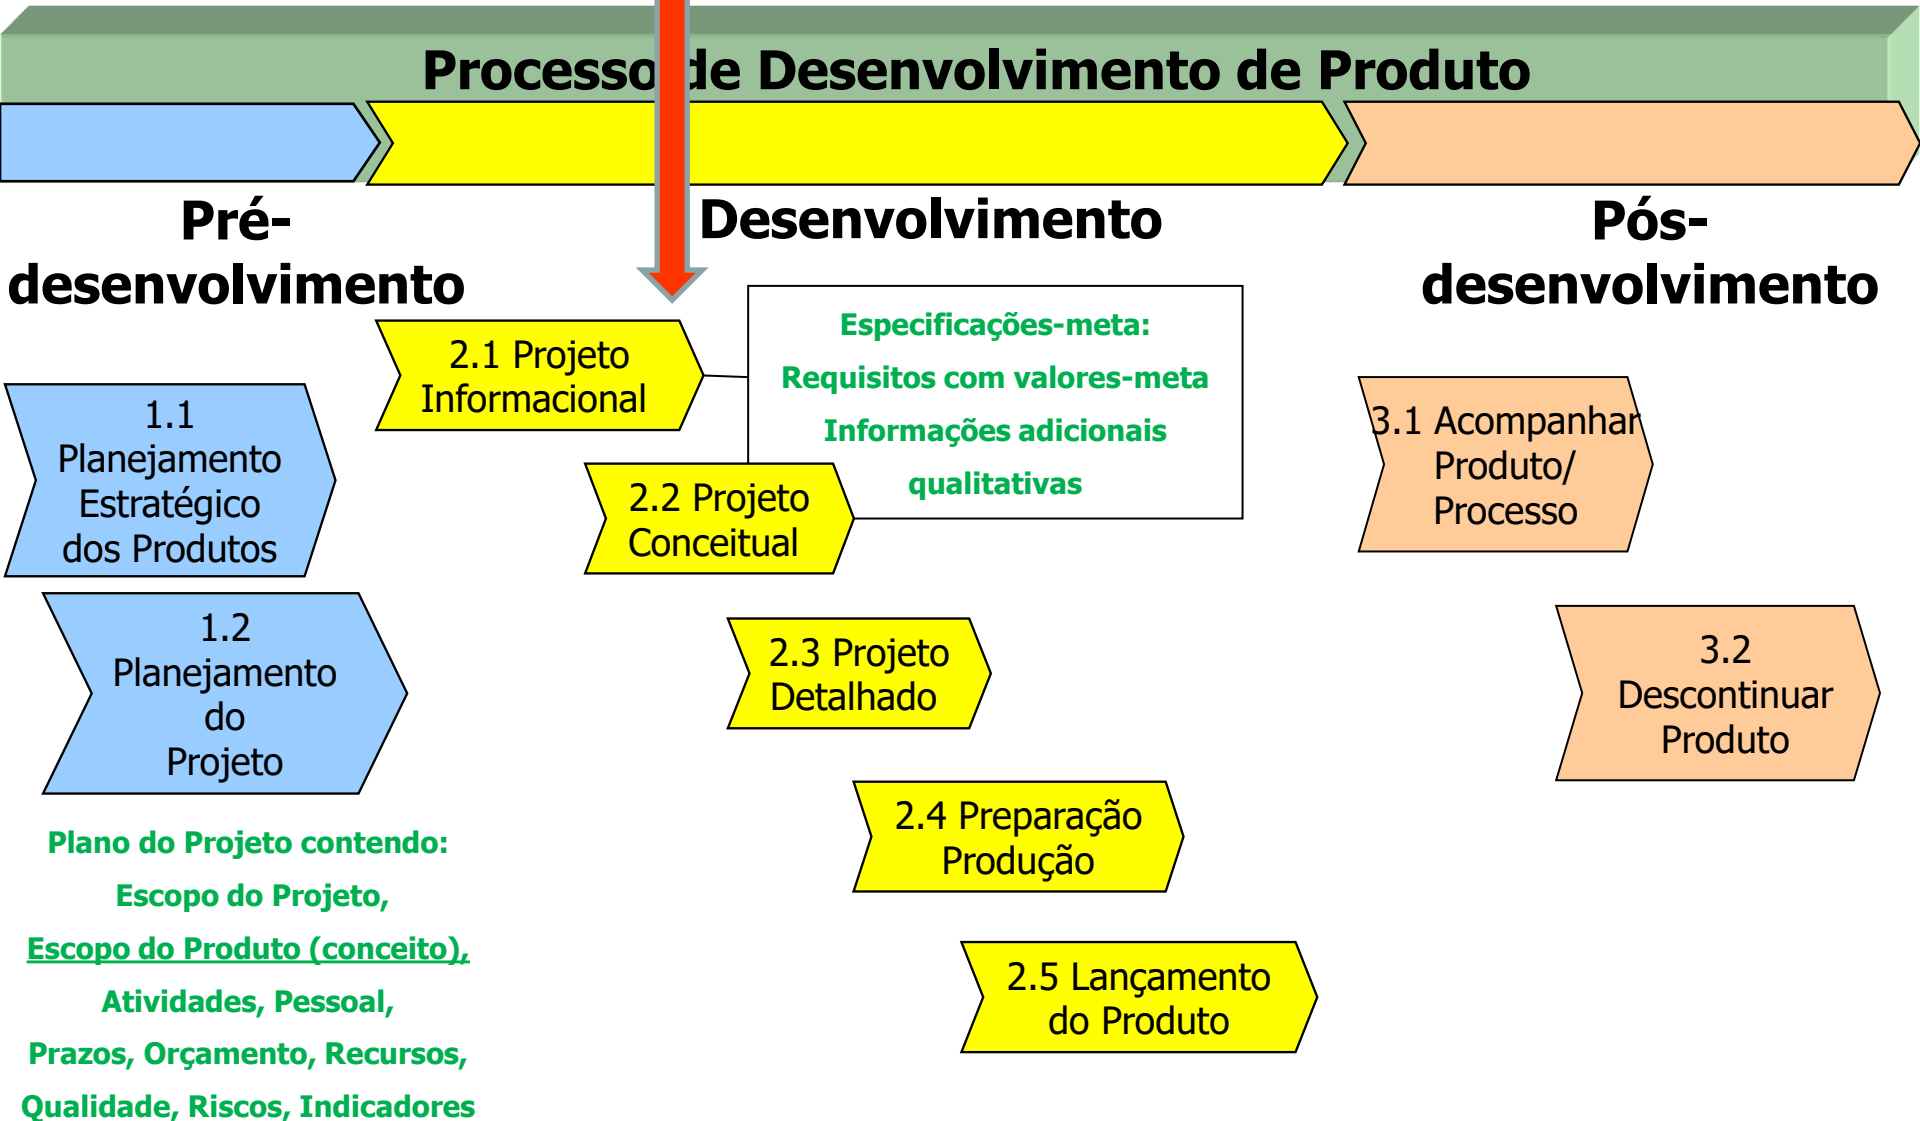 Processo de Desenvolvimento de Produto
Pré-
desenvolvimento
Desenvolvimento
Pós-
desenvolvimento
1.1
Planejamento
Estratégico
dos Produtos
1.2
Planejamento
do
Projeto
Plano do Projeto contendo:
Escopo do Projeto,
Escopo do Produto (conceito),
Atividades, Pessoal,
Prazos, Orçamento, Recursos,
Qualidade, Riscos, Indicadores
2.1 Projeto
Informacional
Especificações-meta:
Requisitos com valores-meta
Informações adicionais
qualitativas
2.2 Projeto
Conceitual
2.3 Projeto
Detalhado
2.4 Preparação
Produção
2.5 Lançamento
do Produto
3.1 Acompanhar
Produto/
Processo
3.2
Descontinuar
Produto